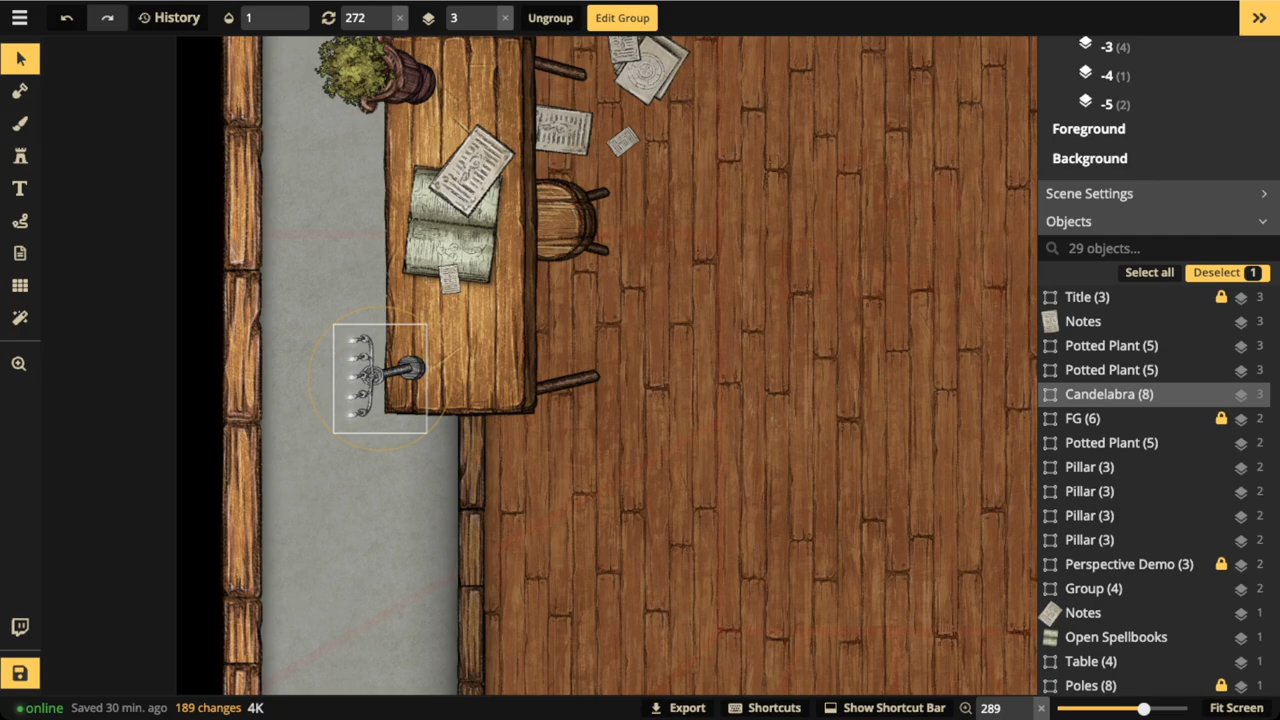 History 1 272 × 3 × Ungroup Edit Group
-3 (4)
-4 (1)
-5 (2)
Foreground
Background
Scene Settings
Objects
29 objects...
Select all Deselect 1
Title (3) 3
Notes 3
Potted Plant (5) 3
Potted Plant (5) 3
Candelabra (8) 3
FG (6) 2
Potted Plant (5) 2
Pillar (3) 2
Pillar (3) 2
Pillar (3) 2
Pillar (3) 2
Perspective Demo (3) 2
Group (4) 2
Notes 1
Open Spellbooks 1
Table (4) 1
Poles (8) 1
online Saved 30 min. ago 189 changes 4K Export Shortcuts Show Shortcut Bar 289 × Fit Screen